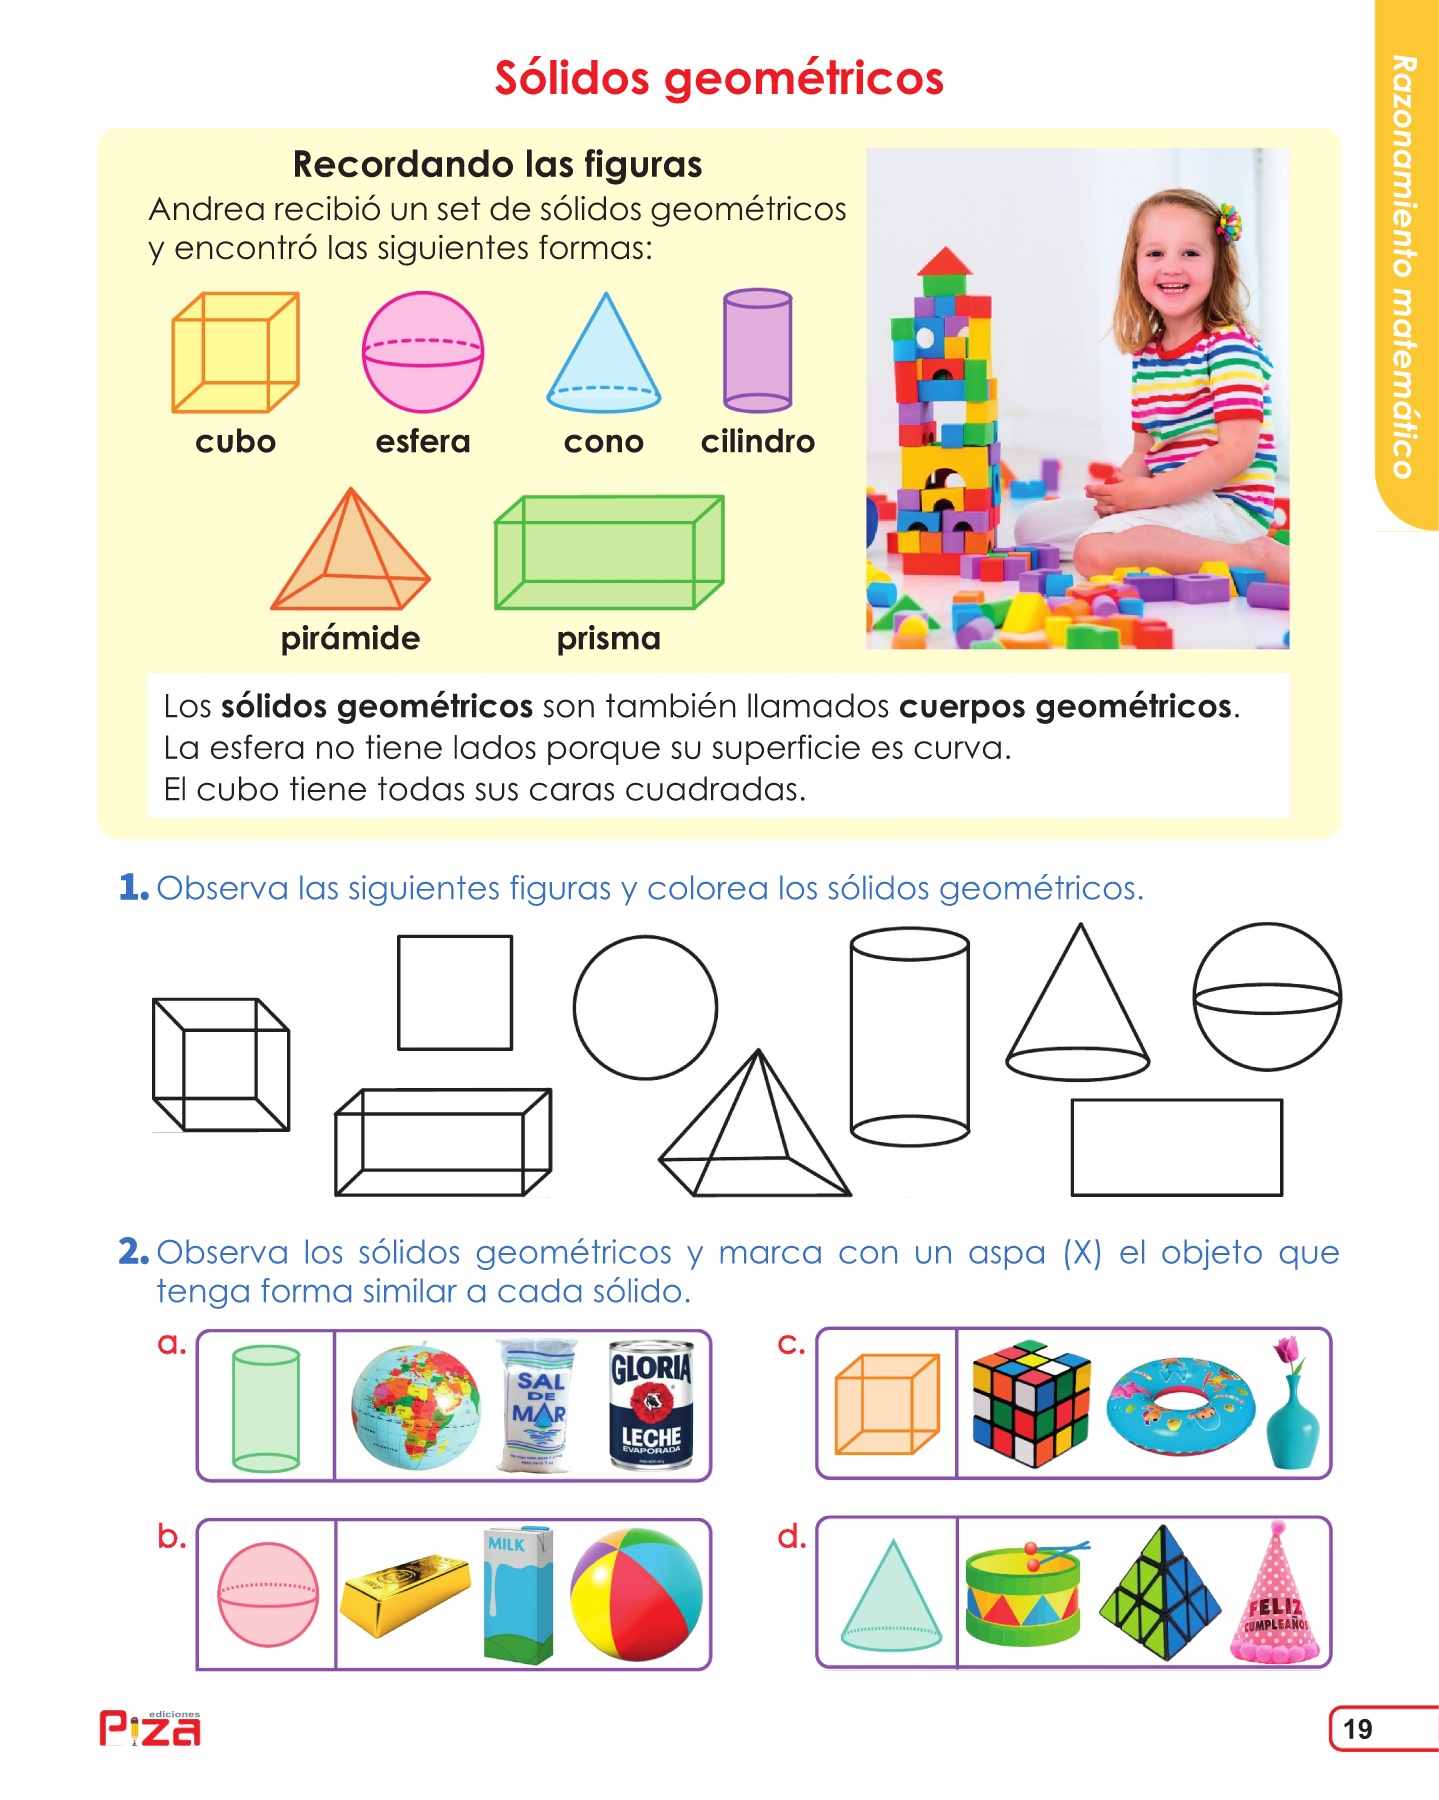 Razonamiento matemático
Sólidos geométricos
Recordando las figuras
Andrea recibió un set de sólidos geométricos
y encontró las siguientes formas:
cubo esfera cono cilindro
pirámide prisma
Los sólidos geométricos son también llamados cuerpos geométricos.
La esfera no tiene lados porque su superficie es curva.
El cubo tiene todas sus caras cuadradas.
1. Observa las siguientes figuras y colorea los sólidos geométricos.
2. Observa los sólidos geométricos y marca con un aspa (X) el objeto que
tenga forma similar a cada sólido.
a.
SAL
DE
MAR
GLORIA
LECHE
EVAPORADA
c.
b.
MILK
d.
FELIZ
CUMPLEAÑOS
ediciones
Piza
19